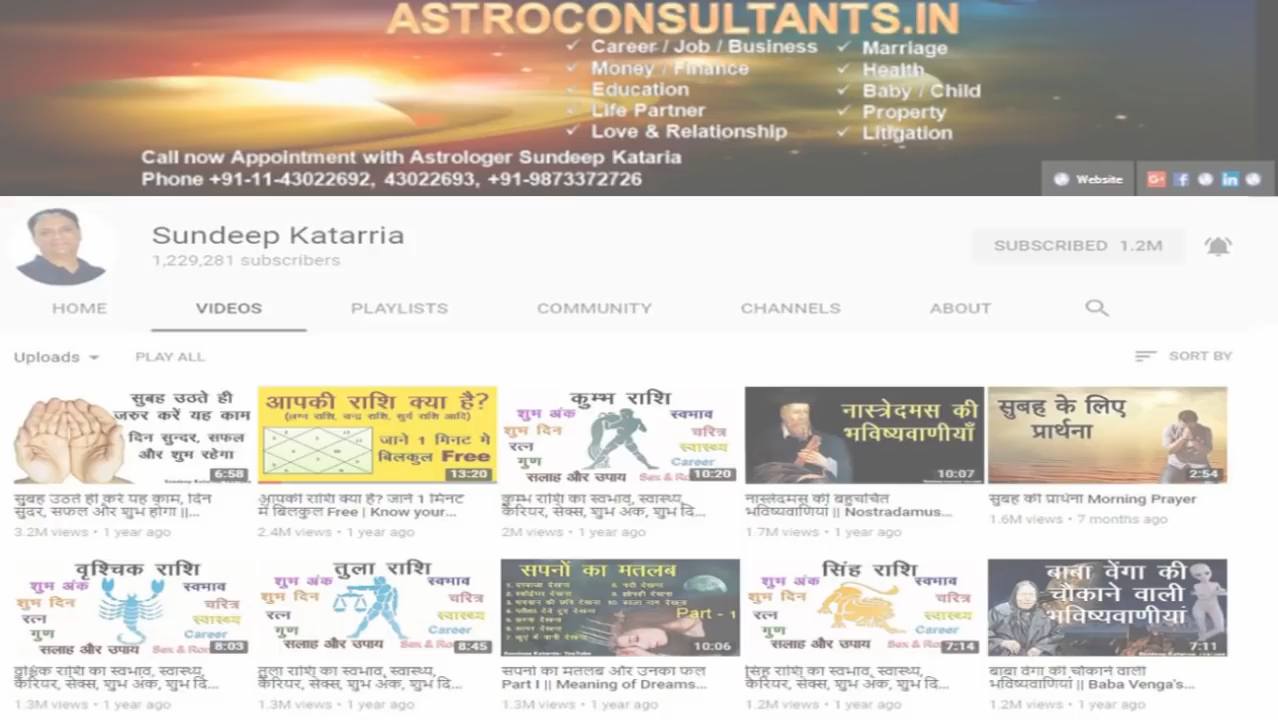 ASTROCONSULTANTS.IN
✓ Career / Job / Business ✓ Marriage
✓ Money / Finance ✓ Health
✓ Education ✓ Baby / Child
✓ Life Partner ✓ Property
✓ Love & Relationship ✓ Litigation
Call now Appointment with Astrologer Sundeep Kataria
Phone +91-11-43022692, 43022693, +91-9873372726
Website
Sundeep Katarria
1,229,281 subscribers
SUBSCRIBED 1.2M
HOME VIDEOS PLAYLISTS COMMUNITY CHANNELS ABOUT
Uploads PLAY ALL SORT BY
सुबह उठते ही
जरुर करें यह काम
दिन सुन्दर, सफल
और शुभ रहेगा
6:58
सुबह उठते ही करे यह काम, दिन
सुंदर, सफल और शुभ होगा ||...
3.2M views • 1 year ago
आपकी राशि क्या है?
(लग्न राशि, चन्द्र राशि, सुर्य राशि आदि)
जाने 1 मिनट मे
बिलकुल Free
13:20
आपकी राशि क्या है? जाने 1 मिनट
में बिलकुल Free | Know your...
2.4M views • 1 year ago
कुम्भ राशि
शुभ अंक स्वभाव
शुभ दिन चरित्र
रत्न स्वास्थ्य
गुण Career
सलाह और उपाय
10:20
कुम्भ राशि का स्वभाव, स्वास्थ्य,
कैरियर, सेक्स, शुभ अंक, शुभ दि...
2M views • 1 year ago
नास्त्रेदमस की
भविष्यवाणीयाँ
10:07
नास्त्रेदमस की बहुचर्चित
भविष्यवाणियां || Nostradamus...
1.7M views • 1 year ago
सुबह के लिए
प्रार्थना
2:54
सुबह की प्रार्थना Morning Prayer
1.6M views • 7 months ago
वृश्चिक राशि
शुभ अंक स्वभाव
शुभ दिन चरित्र
रत्न स्वास्थ्य
गुण Career
सलाह और उपाय
8:03
वृश्चिक राशि का स्वभाव, स्वास्थ्य,
कैरियर, सेक्स, शुभ अंक, शुभ दि...
1.3M views • 1 year ago
तुला राशि
शुभ अंक स्वभाव
शुभ दिन चरित्र
रत्न स्वास्थ्य
गुण Career
सलाह और उपाय
8:45
तुला राशि का स्वभाव, स्वास्थ्य,
कैरियर, सेक्स, शुभ अंक, शुभ दि...
1.3M views • 1 year ago
सपनों का मतलब
Part - 1
10:06
सपनो का मतलब और उनका फल
Part I || Meaning of Dreams...
1.3M views • 1 year ago
सिंह राशि
शुभ अंक स्वभाव
शुभ दिन चरित्र
रत्न स्वास्थ्य
गुण Career
सलाह और उपाय
7:14
सिंह राशि का स्वभाव, स्वास्थ्य,
कैरियर, सेक्स, शुभ अंक, शुभ दि...
1.2M views • 1 year ago
बाबा वेंगा की
चौकाने वाली
भविष्यवाणीयां
7:11
बाबा वेंगा की चौकाने वाली
भविष्यवाणियां || Baba Venga's...
1.2M views • 1 year ago